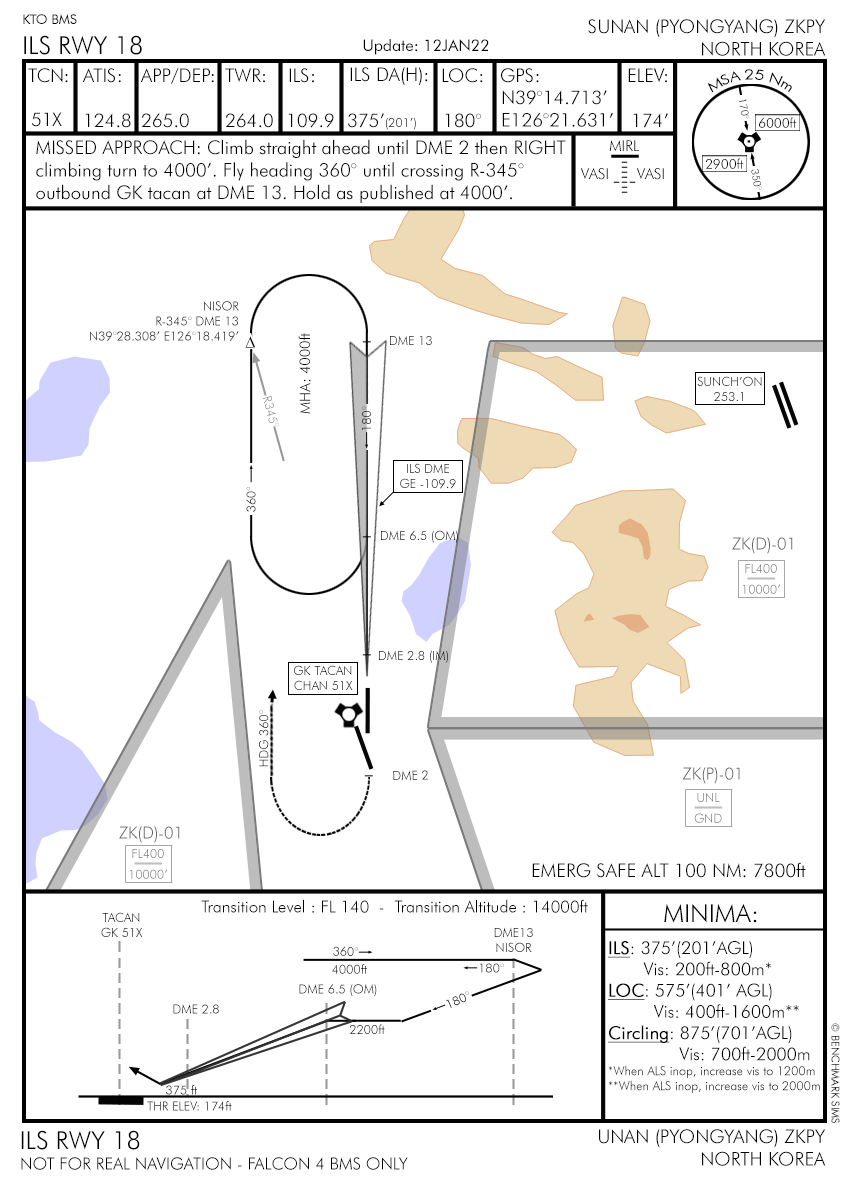 KTO BMS
ILS RWY 18
Update: 12JAN22
SUNAN (PYONGYANG) ZKPY
NORTH KOREA
TCN: ATIS: APP/DEP: TWR: ILS: ILS DA(H): LOC: GPS: ELEV:
N39°14.713'
51X 124.8 265.0 264.0 109.9 375'(201') 180° E126°21.631' 174'
MSA 25 Nm
170°
6000ft
2900ft
350°
MISSED APPROACH: Climb straight ahead until DME 2 then RIGHT
climbing turn to 4000'. Fly heading 360° until crossing R-345°
outbound GK tacan at DME 13. Hold as published at 4000'.
MIRL
VASI VASI
NISOR
R-345° DME 13
N39°28.308' E126°18.419'
MHA: 4000ft
DME 13
R345
180°
SUNCH'ON
253.1
ILS DME
GE -109.9
360°
DME 6.5 (OM)
ZK(D)-01
FL400
10000'
DME 2.8 (IM)
GK TACAN
CHAN 51X
HDG 360°
DME 2
ZK(P)-01
UNL
GND
ZK(D)-01
FL400
10000'
EMERG SAFE ALT 100 NM: 7800ft
Transition Level : FL 140 - Transition Altitude : 14000ft
TACAN
GK 51X
DME13
NISOR
360°
4000ft
180°
DME 6.5 (OM)
180°
DME 2.8
2200ft
375 ft
THR ELEV: 174ft
MINIMA:
ILS: 375'(201'AGL)
Vis: 200ft-800m*
LOC: 575'(401' AGL)
Vis: 400ft-1600m**
Circling: 875'(701'AGL)
Vis: 700ft-2000m
*When ALS inop, increase vis to 1200m
**When ALS inop, increase vis to 2000m
© BENCHMARK SIMS
ILS RWY 18
NOT FOR REAL NAVIGATION - FALCON 4 BMS ONLY
UNAN (PYONGYANG) ZKPY
NORTH KOREA